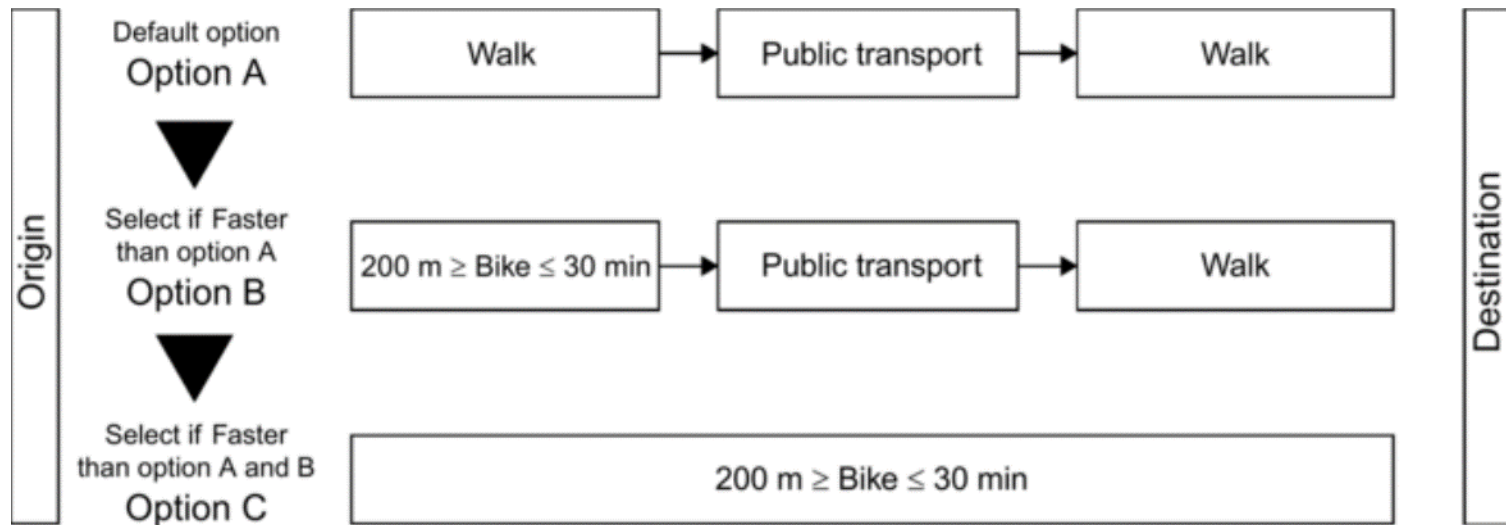 Origin
Default option
Option A
Walk
Public transport
Walk
Select if Faster
than option A
Option B
200 m ≥ Bike ≤ 30 min
Public transport
Walk
Select if Faster
than option A and B
Option C
200 m ≥ Bike ≤ 30 min
Destination